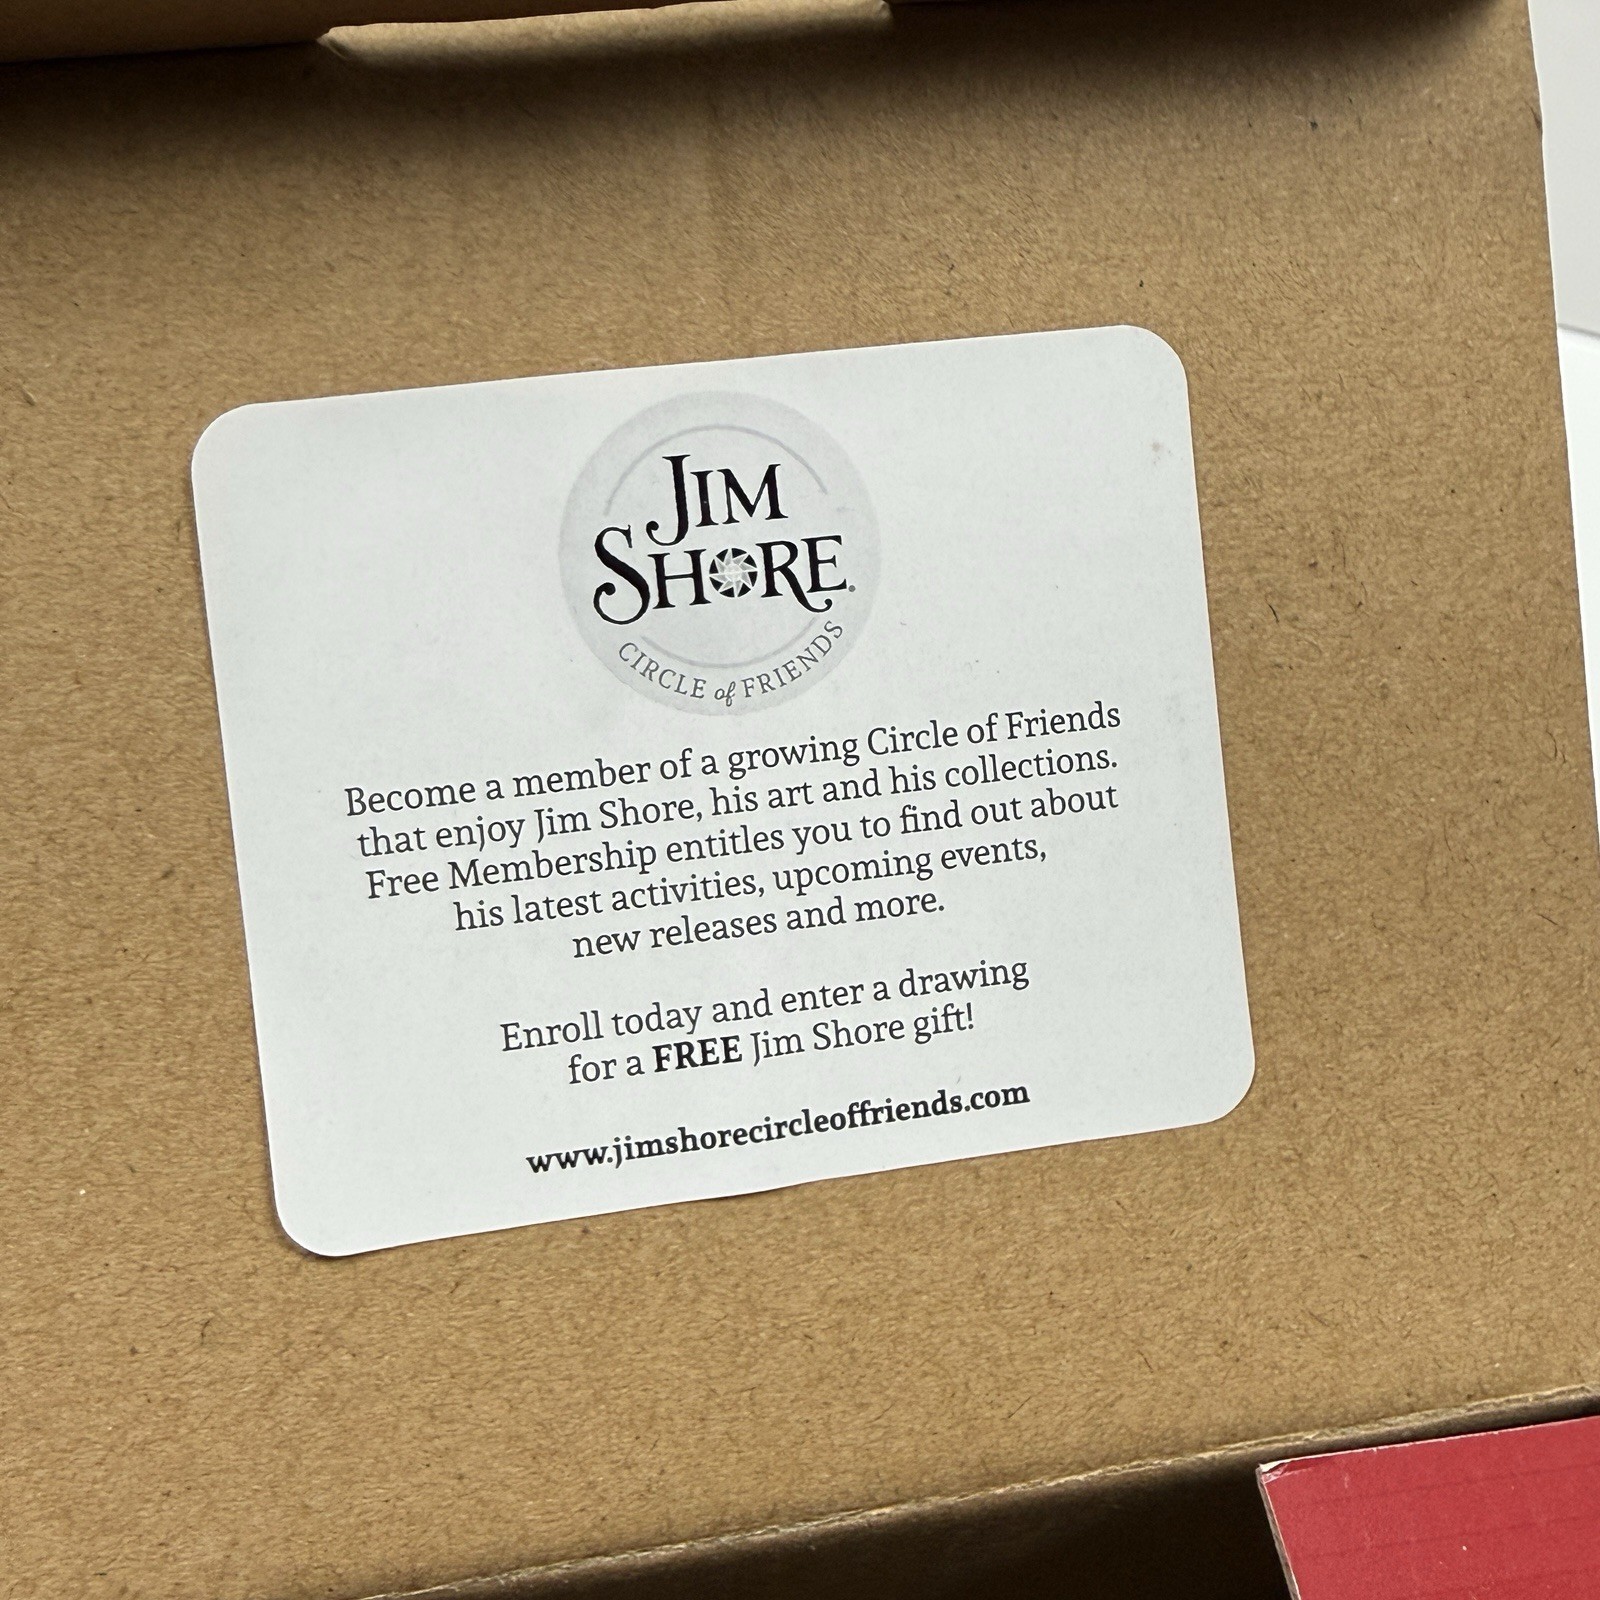 JIM
SHORE®
CIRCLE of FRIENDS
Become a member of a growing Circle of Friends
that enjoy Jim Shore, his art and his collections.
Free Membership entitles you to find out about
his latest activities, upcoming events,
new releases and more.
Enroll today and enter a drawing
for a FREE Jim Shore gift!
www.jimshorecircleoffriends.com